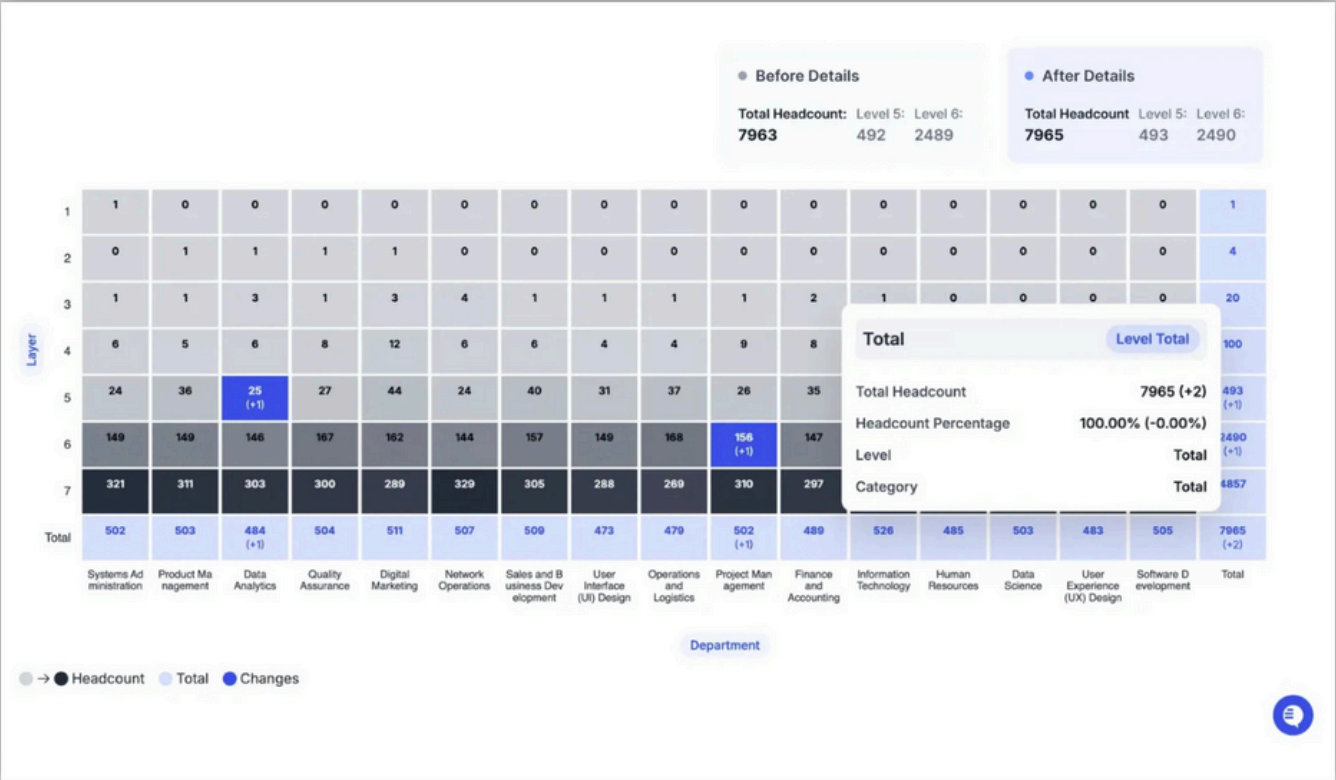 Before Details
Total Headcount: Level 5: Level 6:
7963 492 2489
After Details
Total Headcount Level 5: Level 6:
7965 493 2490
Layer
1 1 0 0 0 0 0 0 0 0 0 0 0 0 0 0 0 1
2 0 1 1 1 1 0 0 0 0 0 0 0 0 0 0 0 4
3 1 1 3 1 3 4 1 1 1 1 2 1 0 0 0 0 20
4 6 5 6 8 12 6 6 4 4 9 8 100
5 24 36 25 27 44 24 40 31 37 26 35 493
(+1) (+1)
6 149 149 146 167 162 144 157 149 168 156 147 2490
(+1) (+1)
7 321 311 303 300 289 329 305 288 269 310 297 4857
Total 502 503 484 504 511 507 509 473 479 502 489 526 485 503 483 505 7965
(+1) (+1) (+2)
Total Level Total
Total Headcount 7965 (+2)
Headcount Percentage 100.00% (-0.00%)
Level Total
Category Total
Systems Ad
ministration
Product Ma
nagement
Data
Analytics
Quality
Assurance
Digital
Marketing
Network
Operations
Sales and B
usiness Dev
elopment
User
Interface
(UI) Design
Operations
and
Logistics
Project Man
agement
Finance
and
Accounting
Information
Technology
Human
Resources
Data
Science
User
Experience
(UX) Design
Software D
evelopment
Total
Department
→ Headcount Total Changes